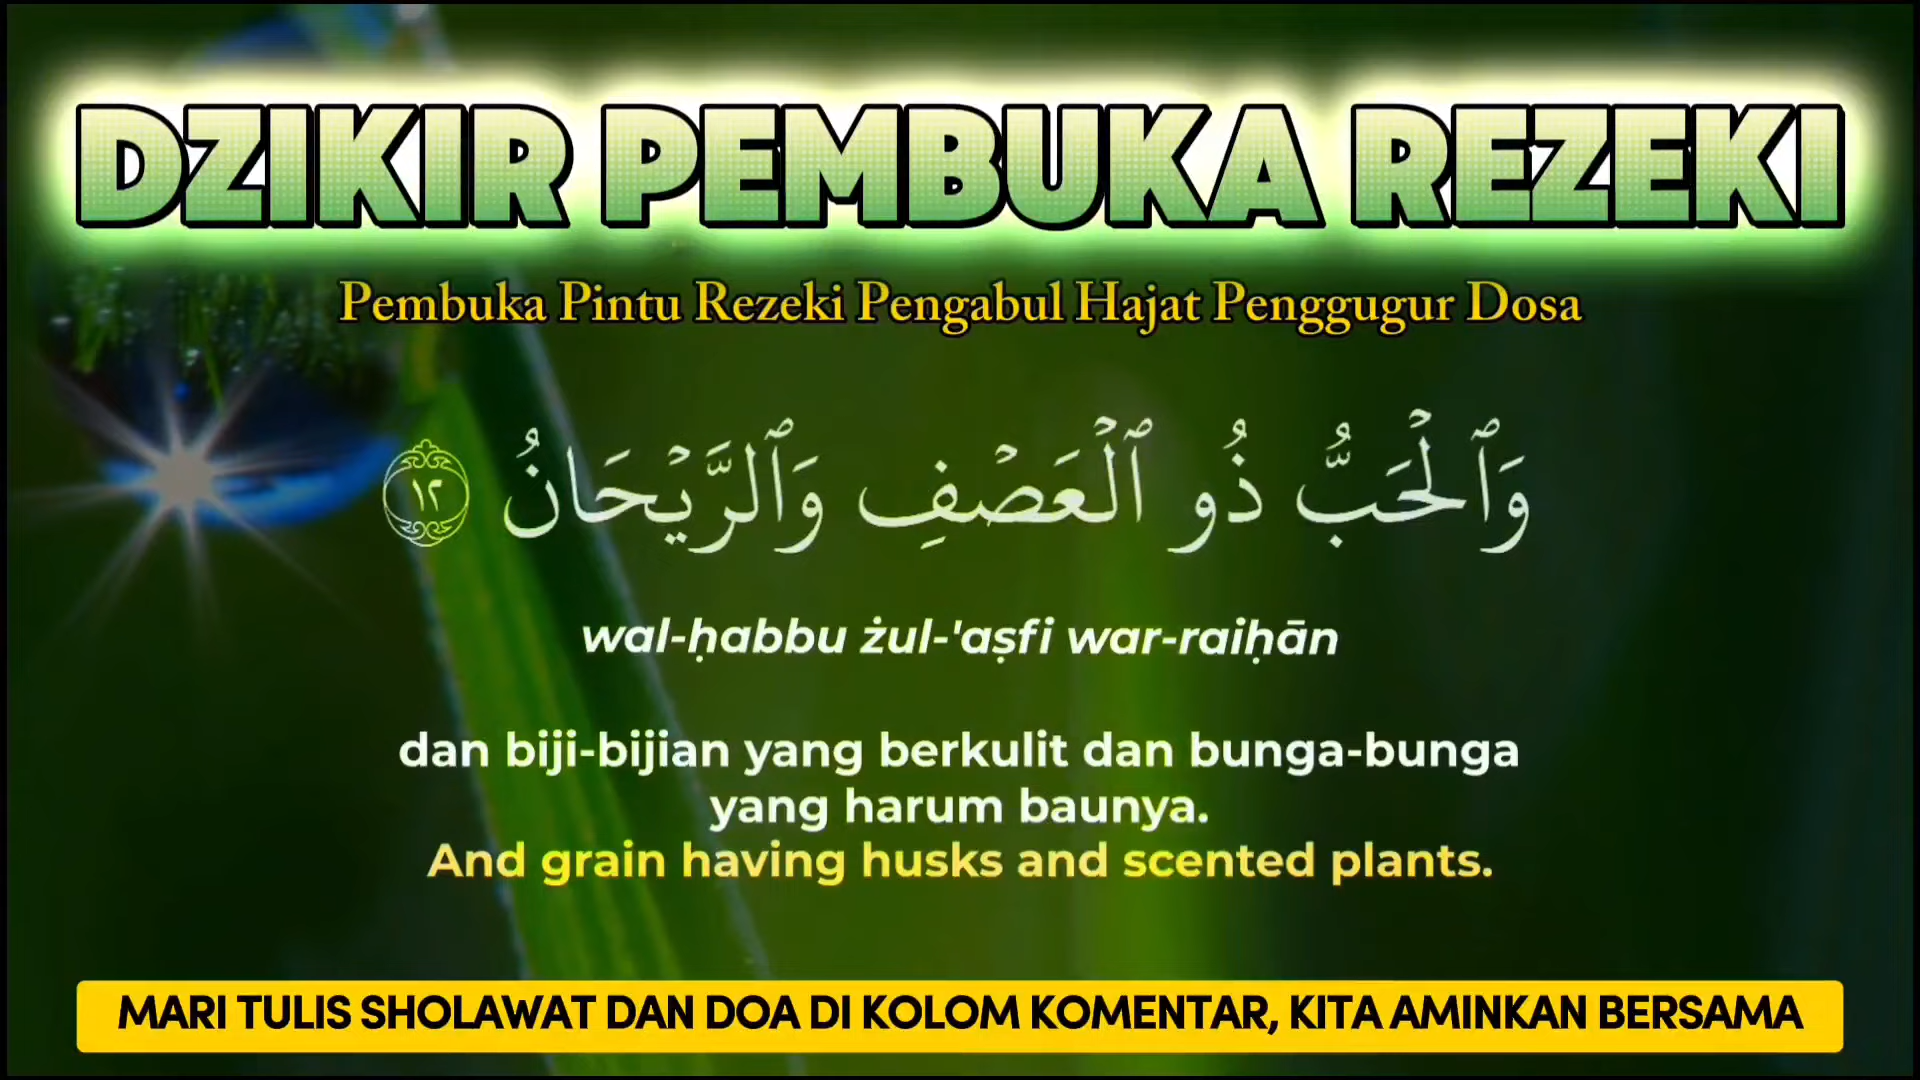 DZIKIR PEMBUKA REZEKI
Pembuka Pintu Rezeki Pengabul Hajat Penggugur Dosa
وَٱلْحَبُّ ذُو ٱلْعَصْفِ وَٱلرَّيْحَانُ ١٢
wal-ḥabbu żul-'aṣfi war-raiḥān
dan biji-bijian yang berkulit dan bunga-bunga
yang harum baunya.
And grain having husks and scented plants.
MARI TULIS SHOLAWAT DAN DOA DI KOLOM KOMENTAR, KITA AMINKAN BERSAMA